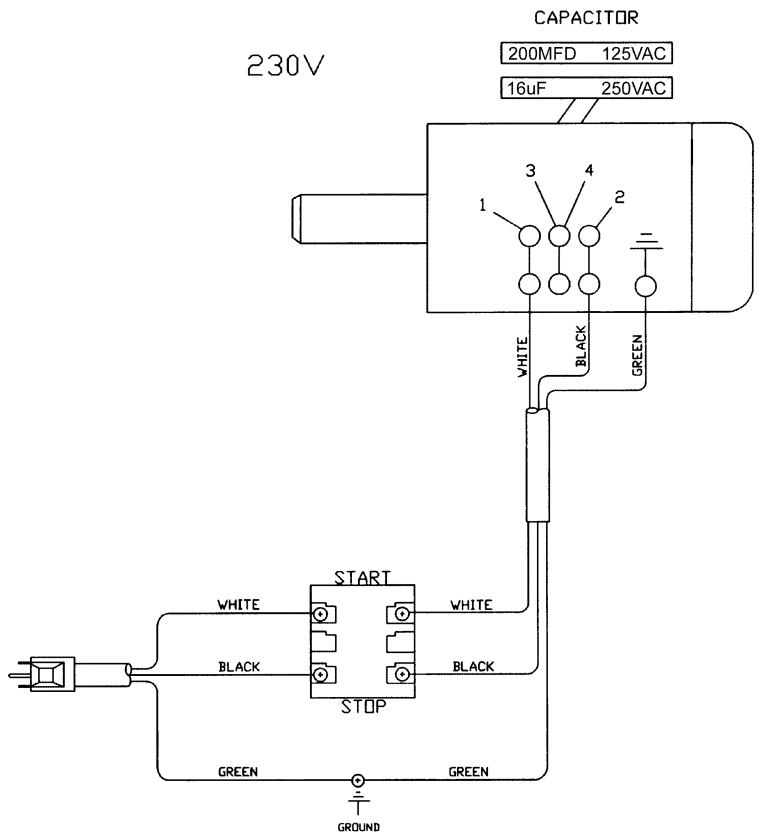 CAPACITOR
230V
200MFD 125VAC
16uF 250VAC
3 4
1 2
WHITE
BLACK
GREEN
START
WHITE
WHITE
BLACK
BLACK
STOP
GREEN
GREEN
GROUND